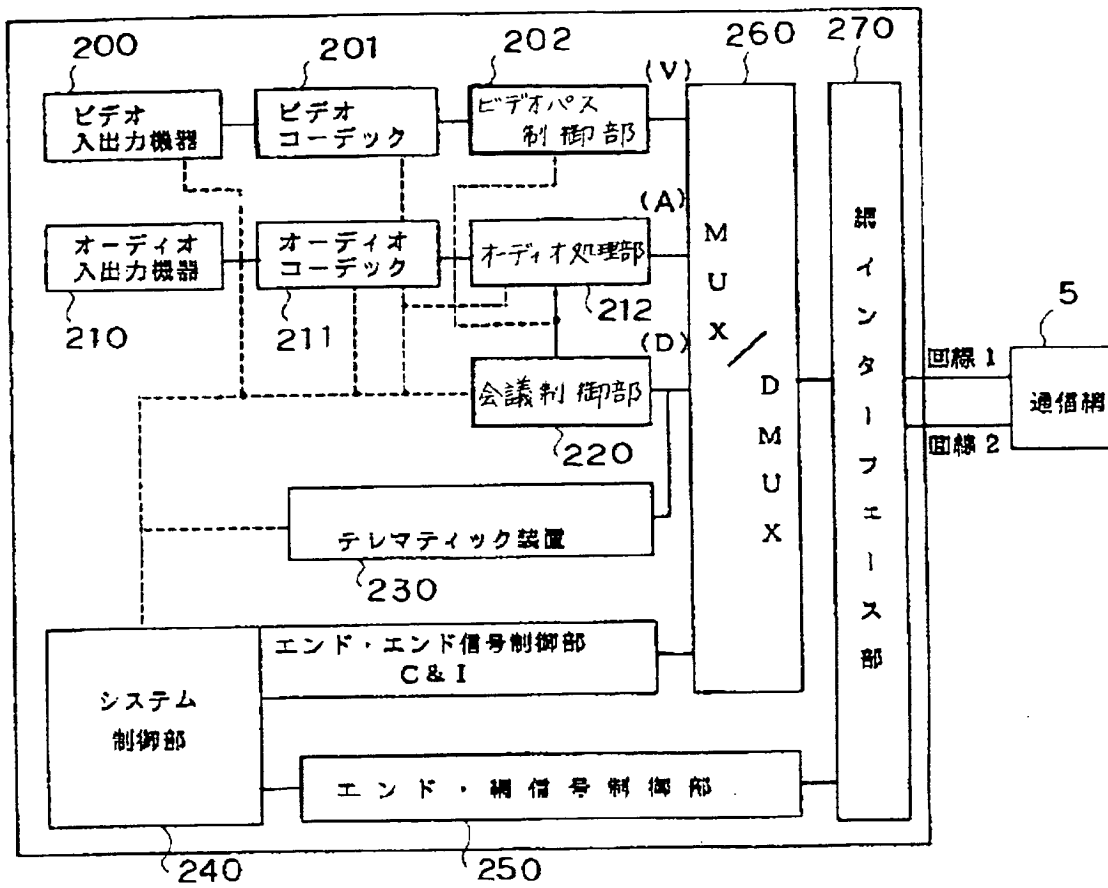 200
201
202
260
270
(V)
ビデオ
入出力機器
ビデオ
コーデック
ビデオパス
制御部
(A)
オーディオ
入出力機器
オーディオ
コーデック
オーディオ処理部
210
211
212
(D)
会議制御部
220
MUX/DMUX
網インターフェース部
5
回線1
回線2
通信網
テレマティック装置
230
エンド・エンド信号制御部
C&I
システム
制御部
エンド・網信号制御部
240
250